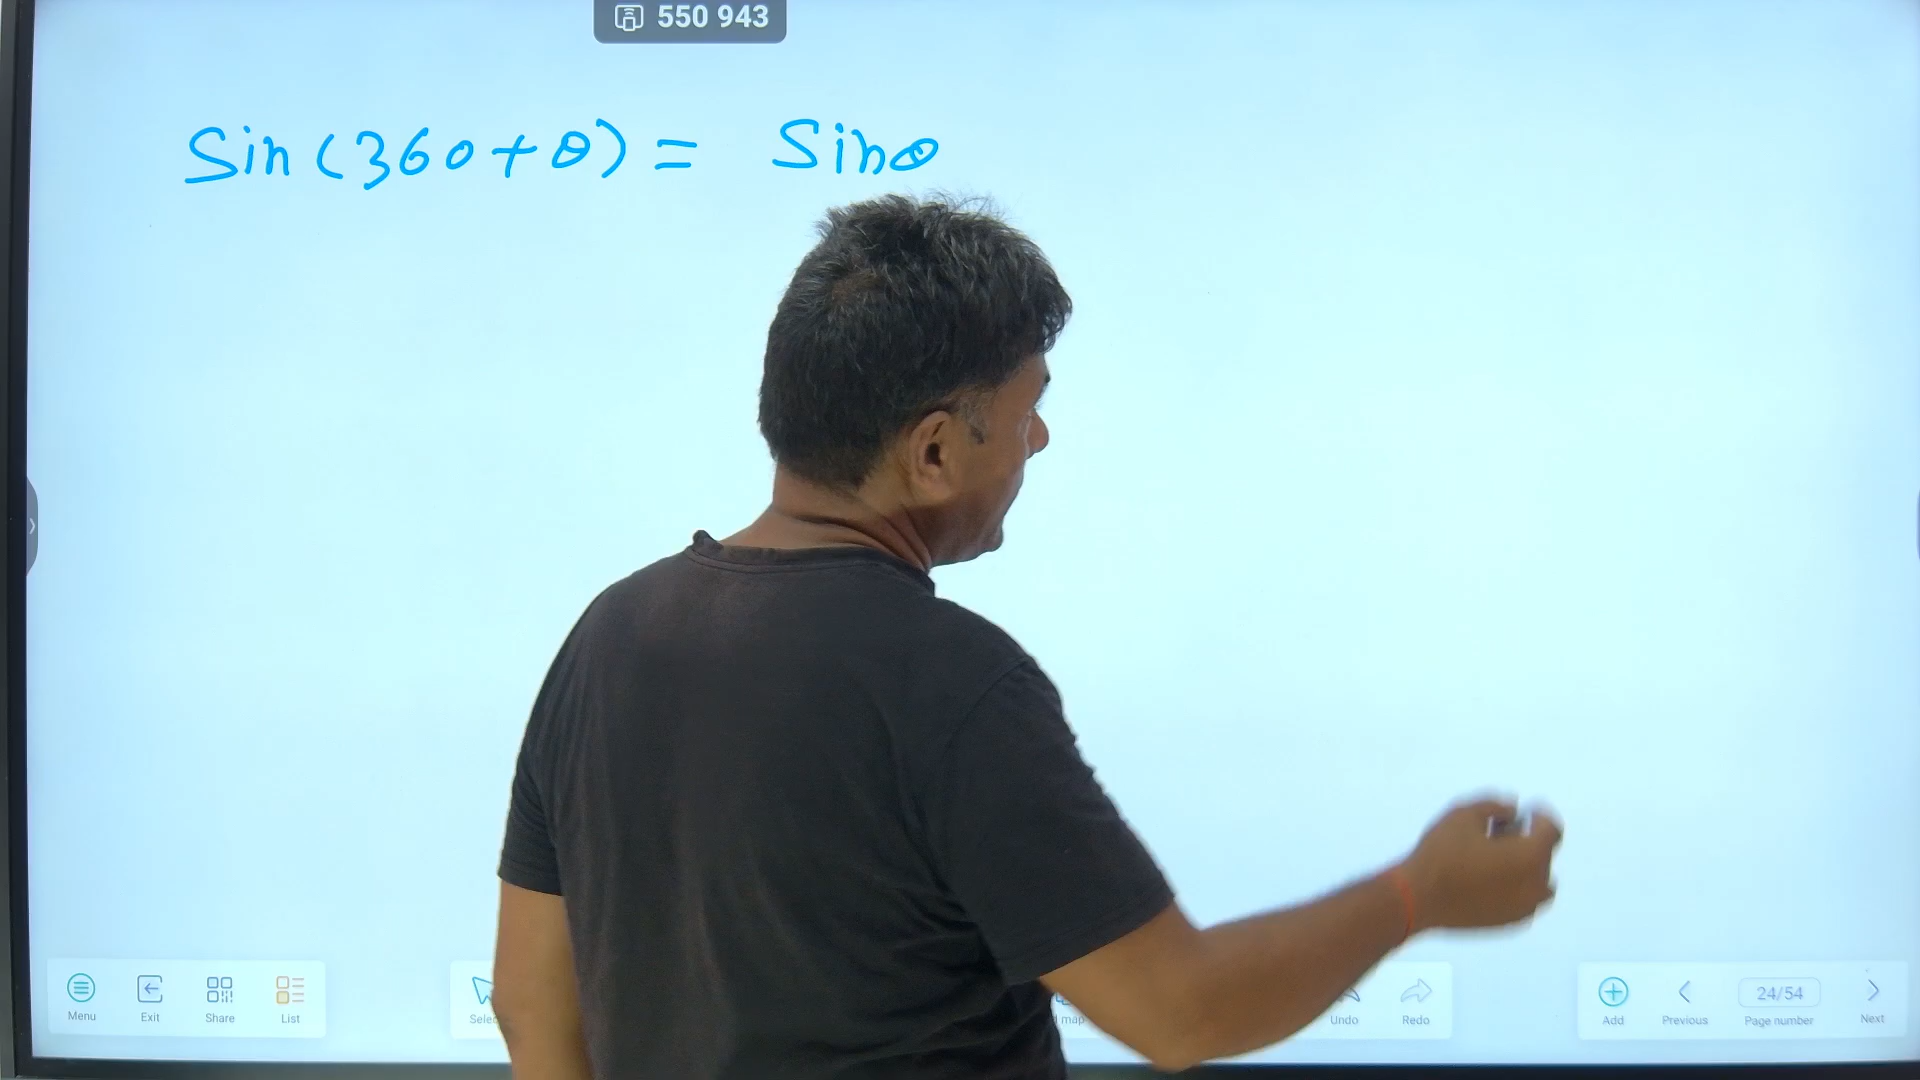 550 943
Sin (360+θ) = Sinθ
Menu Exit Share List Undo Redo Add Previous 24/54 Next
Page number